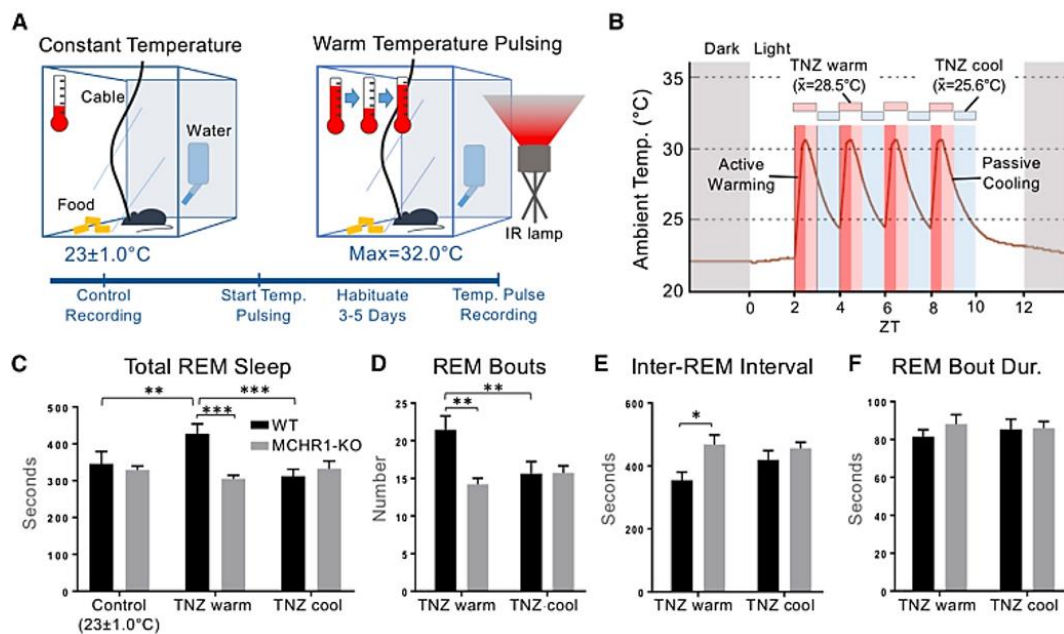 A
Constant Temperature
Warm Temperature Pulsing
Cable
Water
Food
IR lamp
23±1.0°C
Max=32.0°C
Control
Recording
Start Temp.
Pulsing
Habituate
3-5 Days
Temp. Pulse
Recording
B
Dark
Light
TNZ warm
(x̄=28.5°C)
TNZ cool
(x̄=25.6°C)
Ambient Temp. (°C)
35
30
25
20
Active
Warming
Passive
Cooling
0 2 4 6 8 10 12
ZT
C
Total REM Sleep
** ***
***
WT
MCHR1-KO
Seconds
500
400
300
200
100
0
Control
(23±1.0°C)
TNZ warm
TNZ cool
D
REM Bouts
**
**
Number
25
20
15
10
5
0
TNZ warm
TNZ-cool
E
Inter-REM Interval
*
Seconds
600
400
200
0
TNZ warm
TNZ cool
F
REM Bout Dur.
Seconds
100
80
60
40
20
0
TNZ warm
TNZ cool